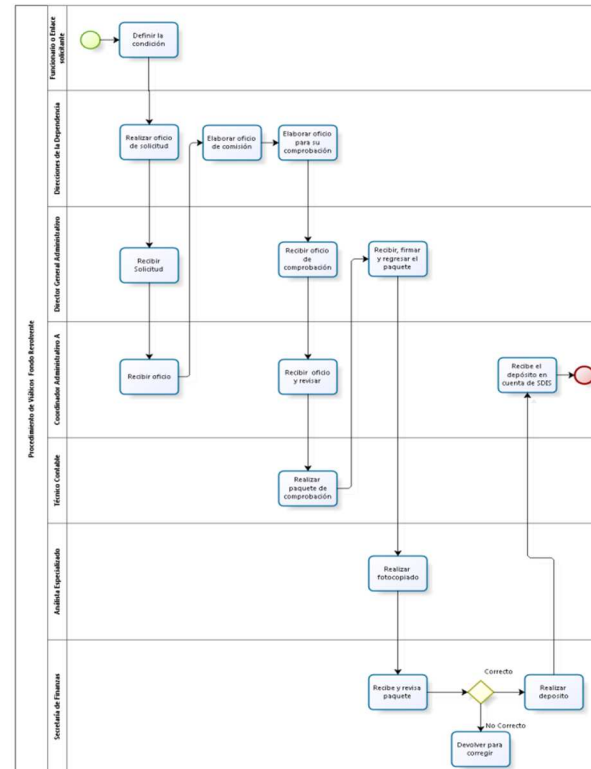 Procedimiento de Viáticos Fondo Revolvente
Funcionario o Enlace
solicitante
Definir la
condición
Direcciones de la Dependencia
Realizar oficio
de solicitud
Elaborar oficio
de comisión
Elaborar oficio
para su
comprobación
Director General Administrativo
Recibir
Solicitud
Recibir oficio
de
comprobación
Recibir, firmar
y regresar el
paquete
Coordinador Administrativo A
Recibir oficio
Recibir oficio
y revisar
Recibe el
depósito en
cuenta de SDIS
Técnico Contable
Realizar
paquete de
comprobación
Análista Especializado
Realizar
fotocopiado
Secretaría de Finanzas
Recibe y revisa
paquete
Correcto
Realizar
deposito
No Correcto
Devolver para
corregir